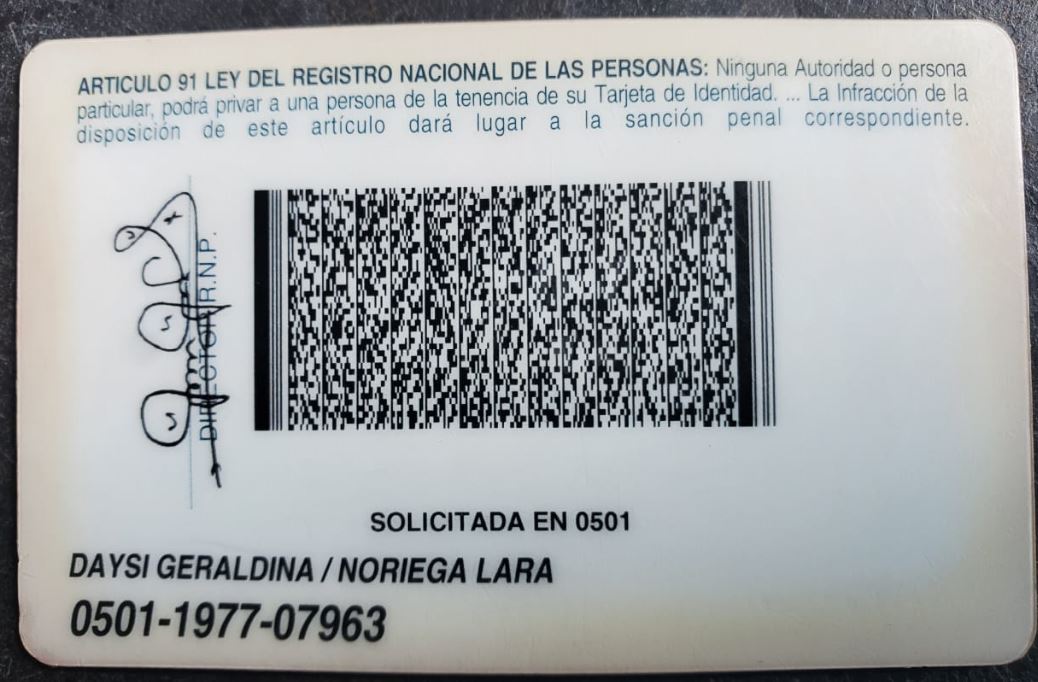 ARTICULO 91 LEY DEL REGISTRO NACIONAL DE LAS PERSONAS: Ninguna Autoridad o persona
particular, podrá privar a una persona de la tenencia de su Tarjeta de Identidad. ... La Infracción de la
disposición de este artículo dará lugar a la sanción penal correspondiente.
DIRECTOR R.N.P.
SOLICITADA EN 0501
DAYSI GERALDINA / NORIEGA LARA
0501-1977-07963